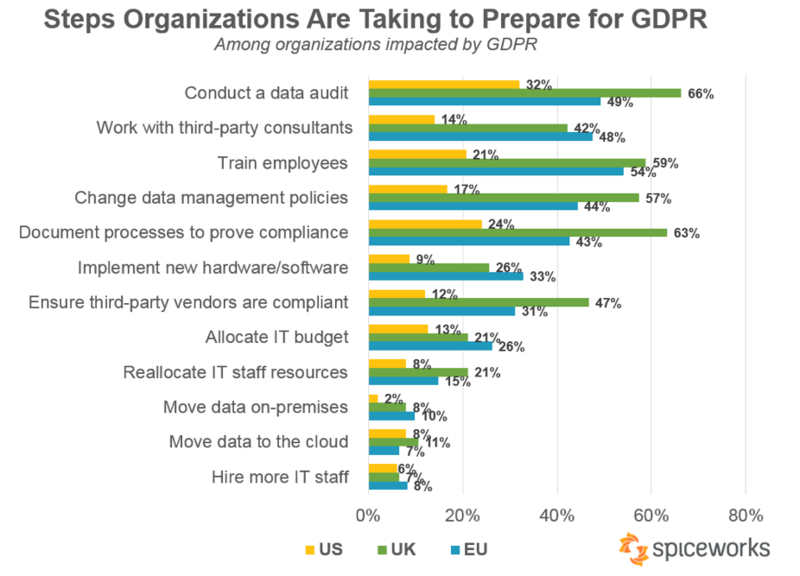 Steps Organizations Are Taking to Prepare for GDPR
Among organizations impacted by GDPR
Conduct a data audit
32%
66%
49%
Work with third-party consultants
14%
42%
48%
Train employees
21%
59%
54%
Change data management policies
17%
57%
44%
Document processes to prove compliance
24%
63%
43%
Implement new hardware/software
9%
26%
33%
Ensure third-party vendors are compliant
12%
47%
31%
Allocate IT budget
13%
21%
26%
Reallocate IT staff resources
8%
21%
15%
Move data on-premises
2%
8%
10%
Move data to the cloud
8%
11%
7%
Hire more IT staff
6%
7%
8%
0% 20% 40% 60% 80%
US UK EU
spiceworks